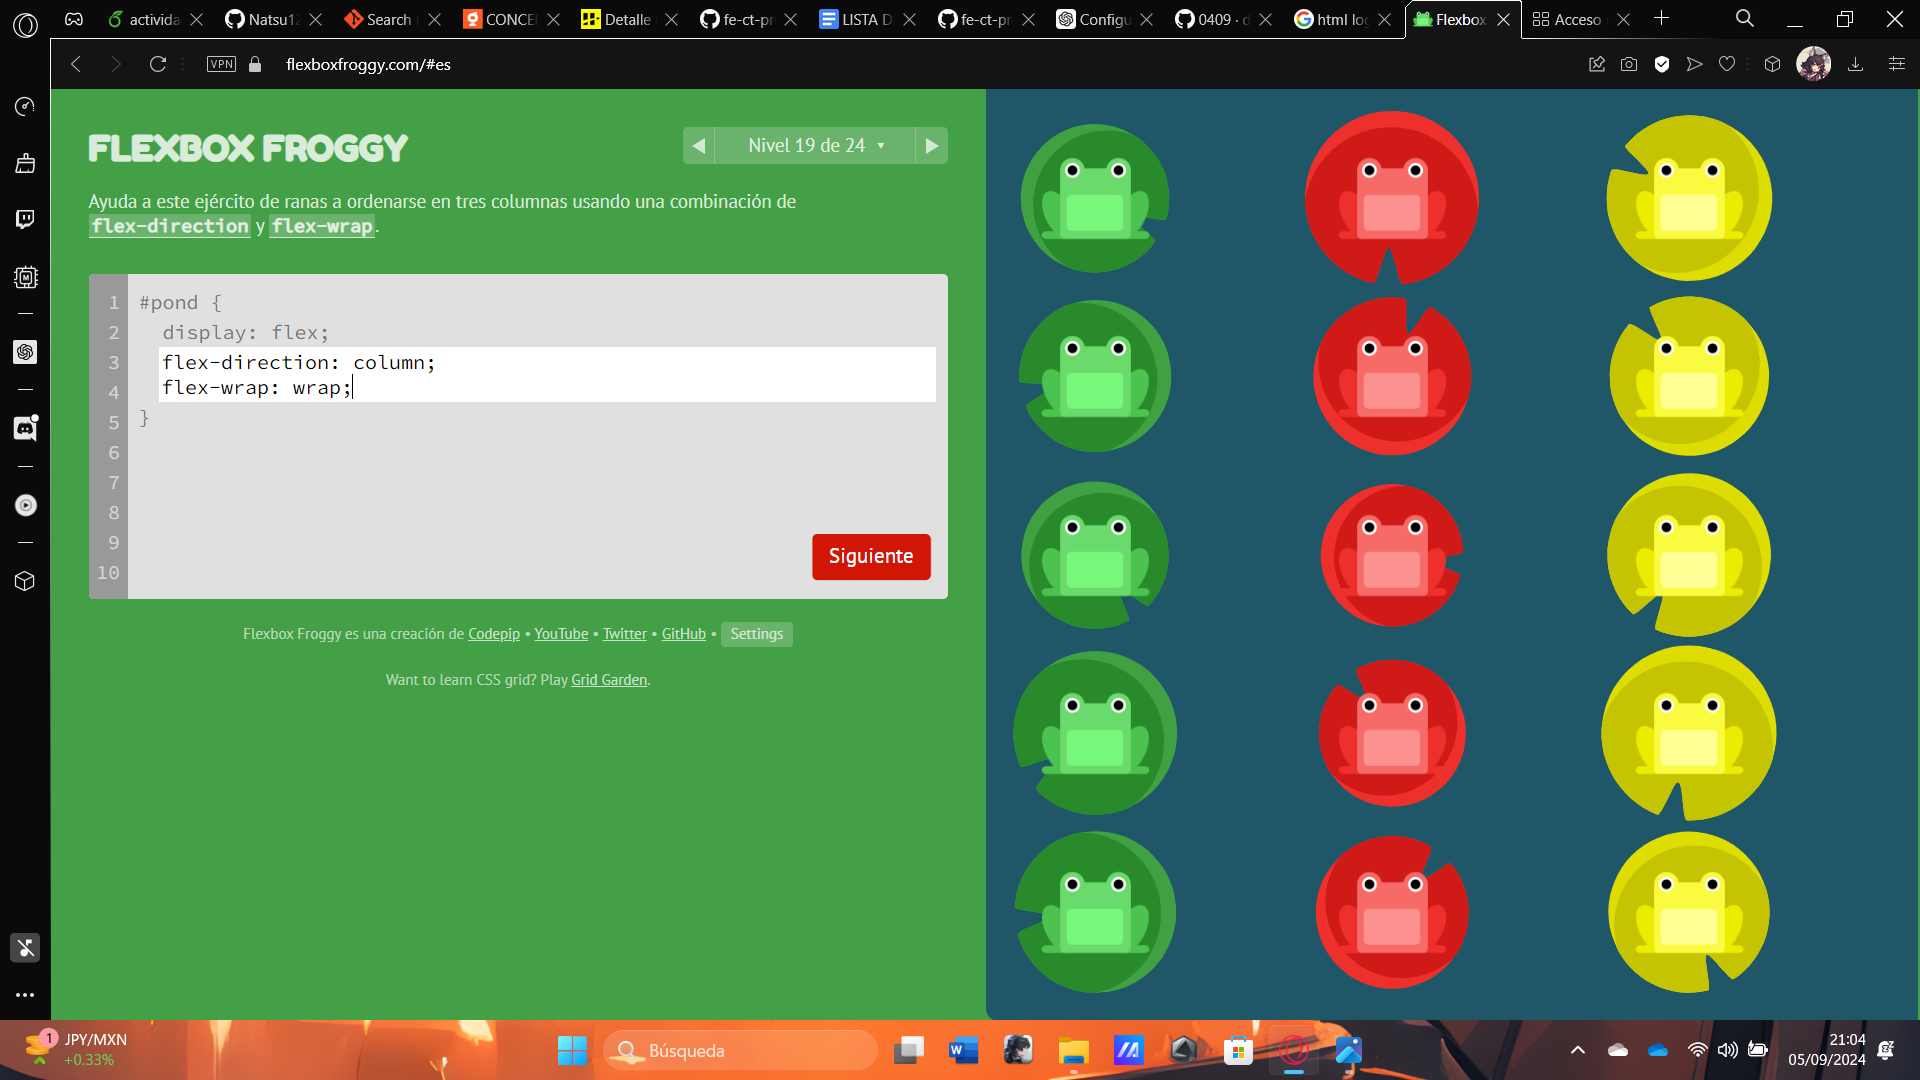 activida
Natsu12
Search
CONCE
Detalle
fe-ct-pr
LISTA D
fe-ct-pr
Configu
0409 · d
html log
Flexbox
Acceso
VPN
flexboxfroggy.com/#es
FLEXBOX FROGGY
Nivel 19 de 24
Ayuda a este ejército de ranas a ordenarse en tres columnas usando una combinación de
flex-direction y flex-wrap.
1 #pond {
2 display: flex;
3 flex-direction: column;
4 flex-wrap: wrap;
5 }
6
7
8
9
10
Siguiente
Flexbox Froggy es una creación de Codepip • YouTube • Twitter • GitHub • Settings
Want to learn CSS grid? Play Grid Garden.
1 JPY/MXN
+0.33%
Búsqueda
21:04
05/09/2024